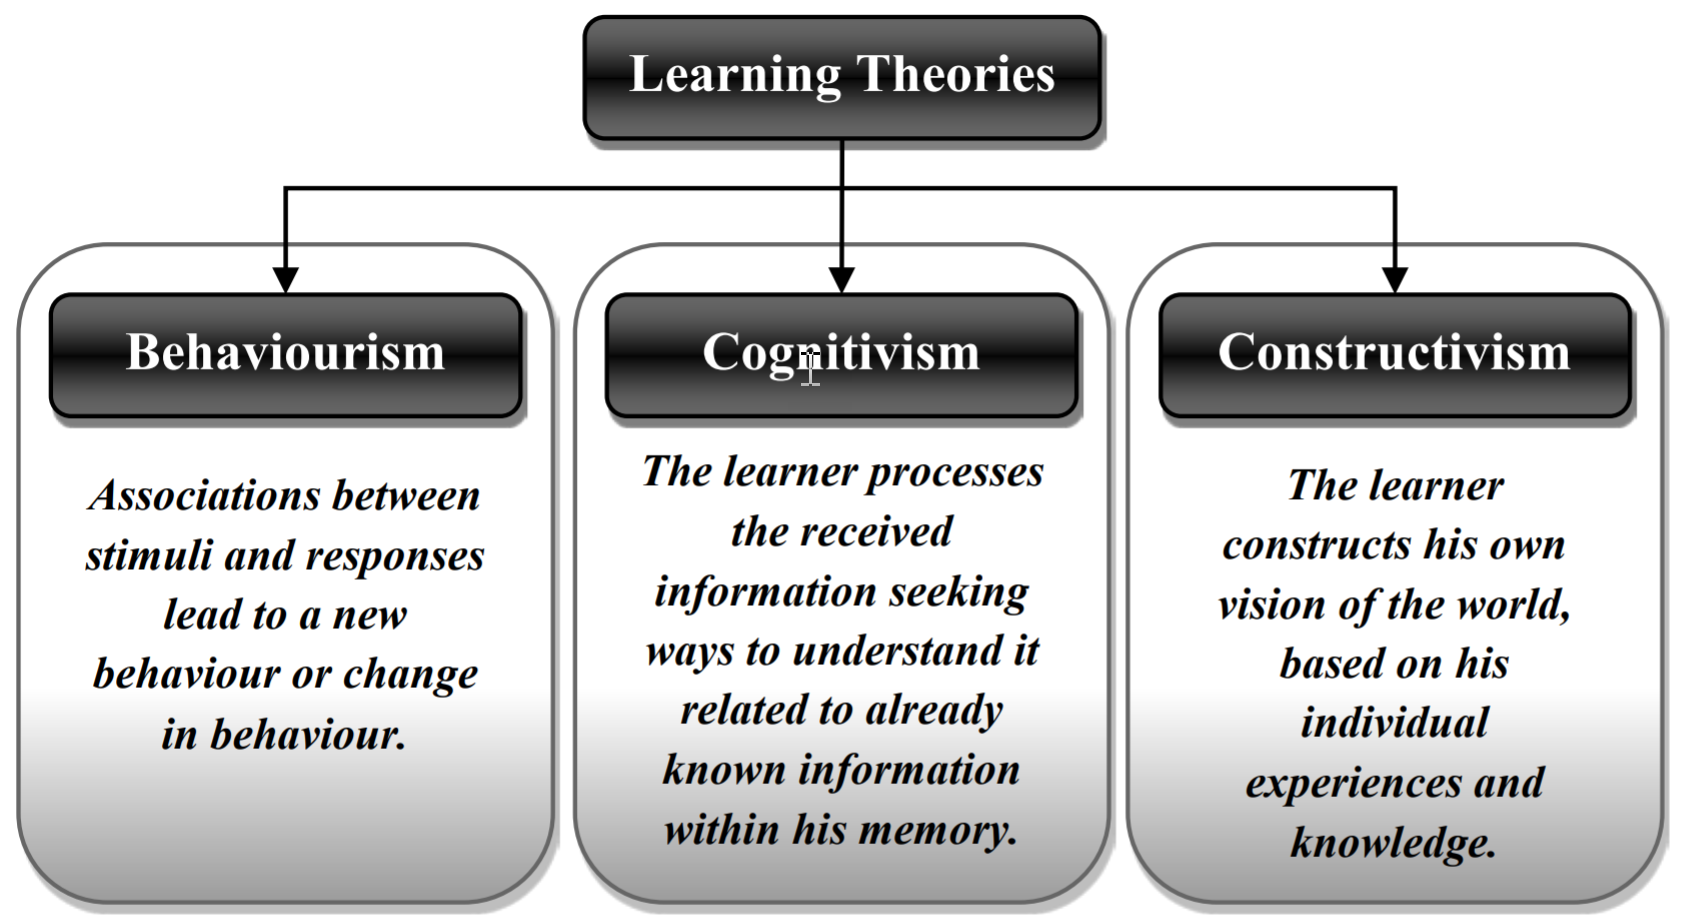 Learning Theories
Behaviourism
Associations between
stimuli and responses
lead to a new
behaviour or change
in behaviour.
Cognitivism
The learner processes
the received
information seeking
ways to understand it
related to already
known information
within his memory.
Constructivism
The learner
constructs his own
vision of the world,
based on his
individual
experiences and
knowledge.